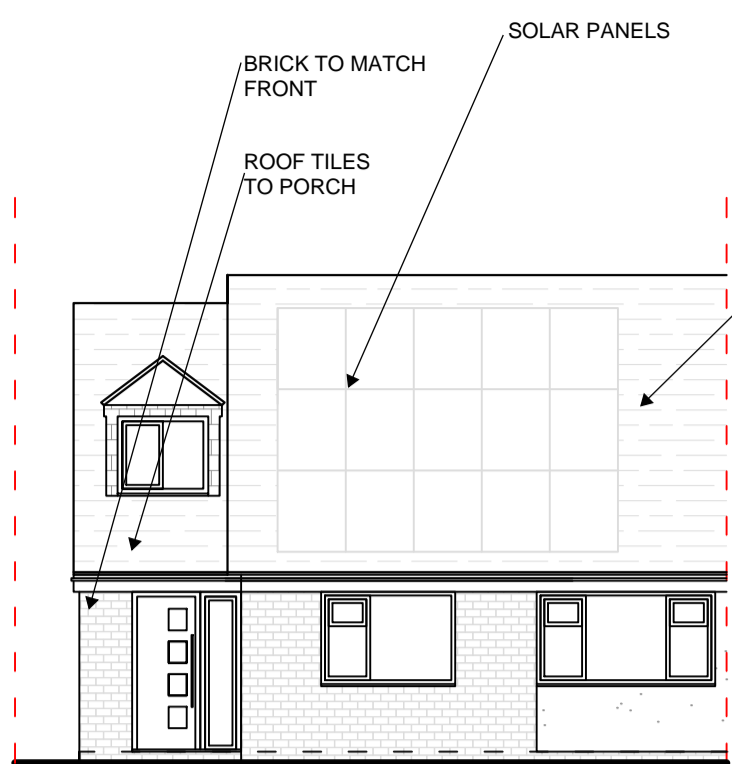 SOLAR PANELS
BRICK TO MATCH
FRONT
ROOF TILES
TO PORCH